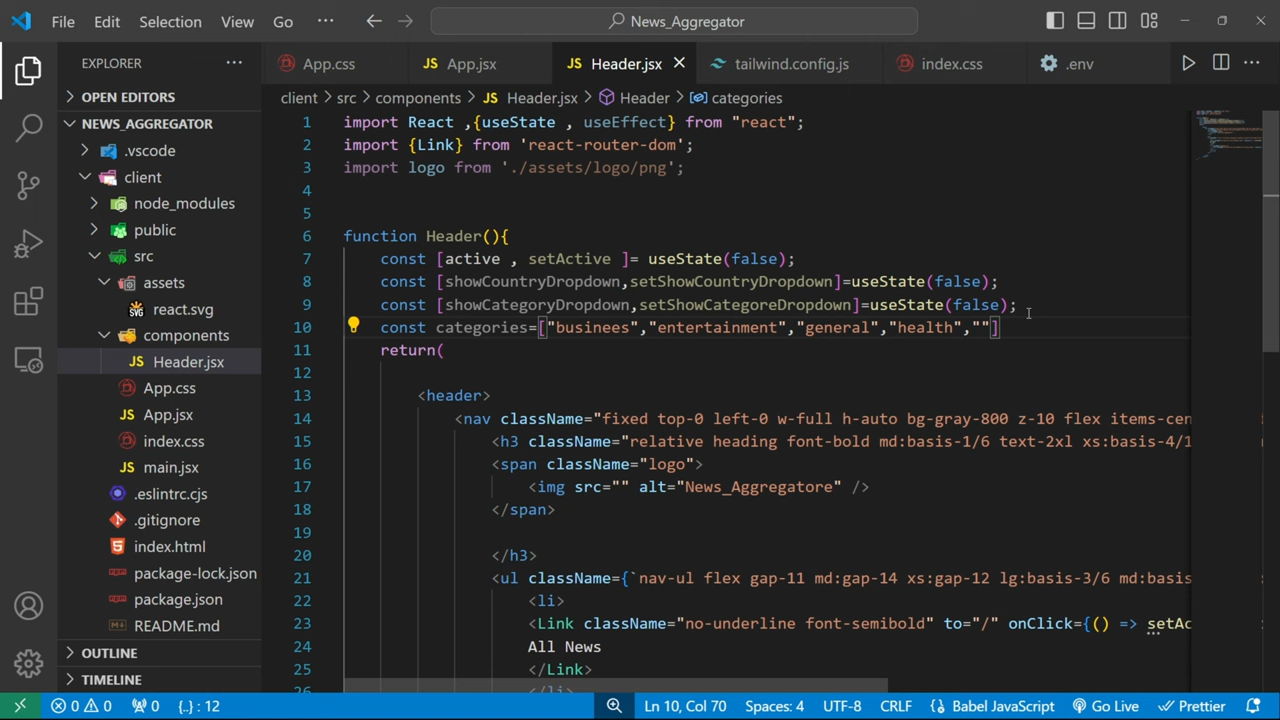 File Edit Selection View Go ··· News_Aggregator
EXPLORER ···
App.css JS App.jsx JS Header.jsx tailwind.config.js index.css .env ···
OPEN EDITORS
NEWS_AGGREGATOR
.vscode
client
node_modules
public
src
assets
react.svg
components
JS Header.jsx
App.css
JS App.jsx
index.css
JS main.jsx
.eslintrc.cjs
.gitignore
index.html
package-lock.json
package.json
README.md
OUTLINE
TIMELINE
client > src > components > JS Header.jsx > Header > categories
1 import React ,{useState , useEffect} from "react";
2 import {Link} from 'react-router-dom';
3 import logo from './assets/logo/png';
4
5
6 function Header(){
7 const [active , setActive ]= useState(false);
8 const [showCountryDropdown,setShowCountryDropdown]=useState(false);
9 const [showCategoryDropdown,setShowCategoreDropdown]=useState(false);
10 const categories=["businees","entertainment","general","health",""]
11 return(
12
13 <header>
14 <nav className="fixed top-0 left-0 w-full h-auto bg-gray-800 z-10 flex items-cen
15 <h3 className="relative heading font-bold md:basis-1/6 text-2xl xs:basis-4/1
16 <span className="logo">
17 <img src="" alt="News_Aggregatore" />
18 </span>
19
20 </h3>
21 <ul className={`nav-ul flex gap-11 md:gap-14 xs:gap-12 lg:basis-3/6 md:basis
22 <li>
23 <Link className="no-underline font-semibold" to="/" onClick={() => setAc
24 All News
25 </Link>
26 </li>
0 0 0 {..} : 12 Ln 10, Col 70 Spaces: 4 UTF-8 CRLF Babel JavaScript Go Live Prettier